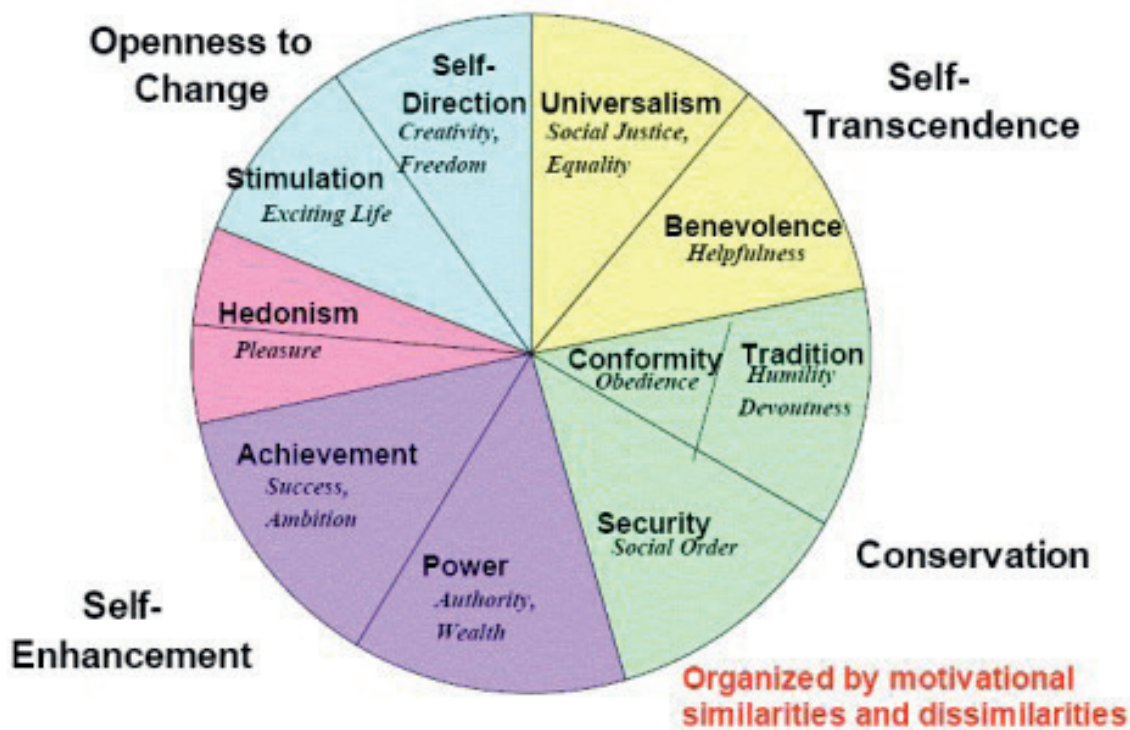 Openness to
Change
Self-
Direction
Creativity,
Freedom
Universalism
Social Justice,
Equality
Self-
Transcendence
Stimulation
Exciting Life
Benevolence
Helpfulness
Hedonism
Pleasure
Conformity
Obedience
Tradition
Humility
Devoutness
Achievement
Success,
Ambition
Security
Social Order
Power
Authority,
Wealth
Conservation
Self-
Enhancement
Organized by motivational
similarities and dissimilarities